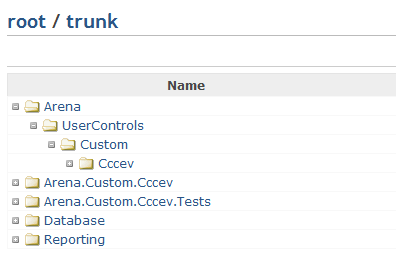 root / trunk
Name
Arena
UserControls
Custom
Cccev
Arena.Custom.Cccev
Arena.Custom.Cccev.Tests
Database
Reporting